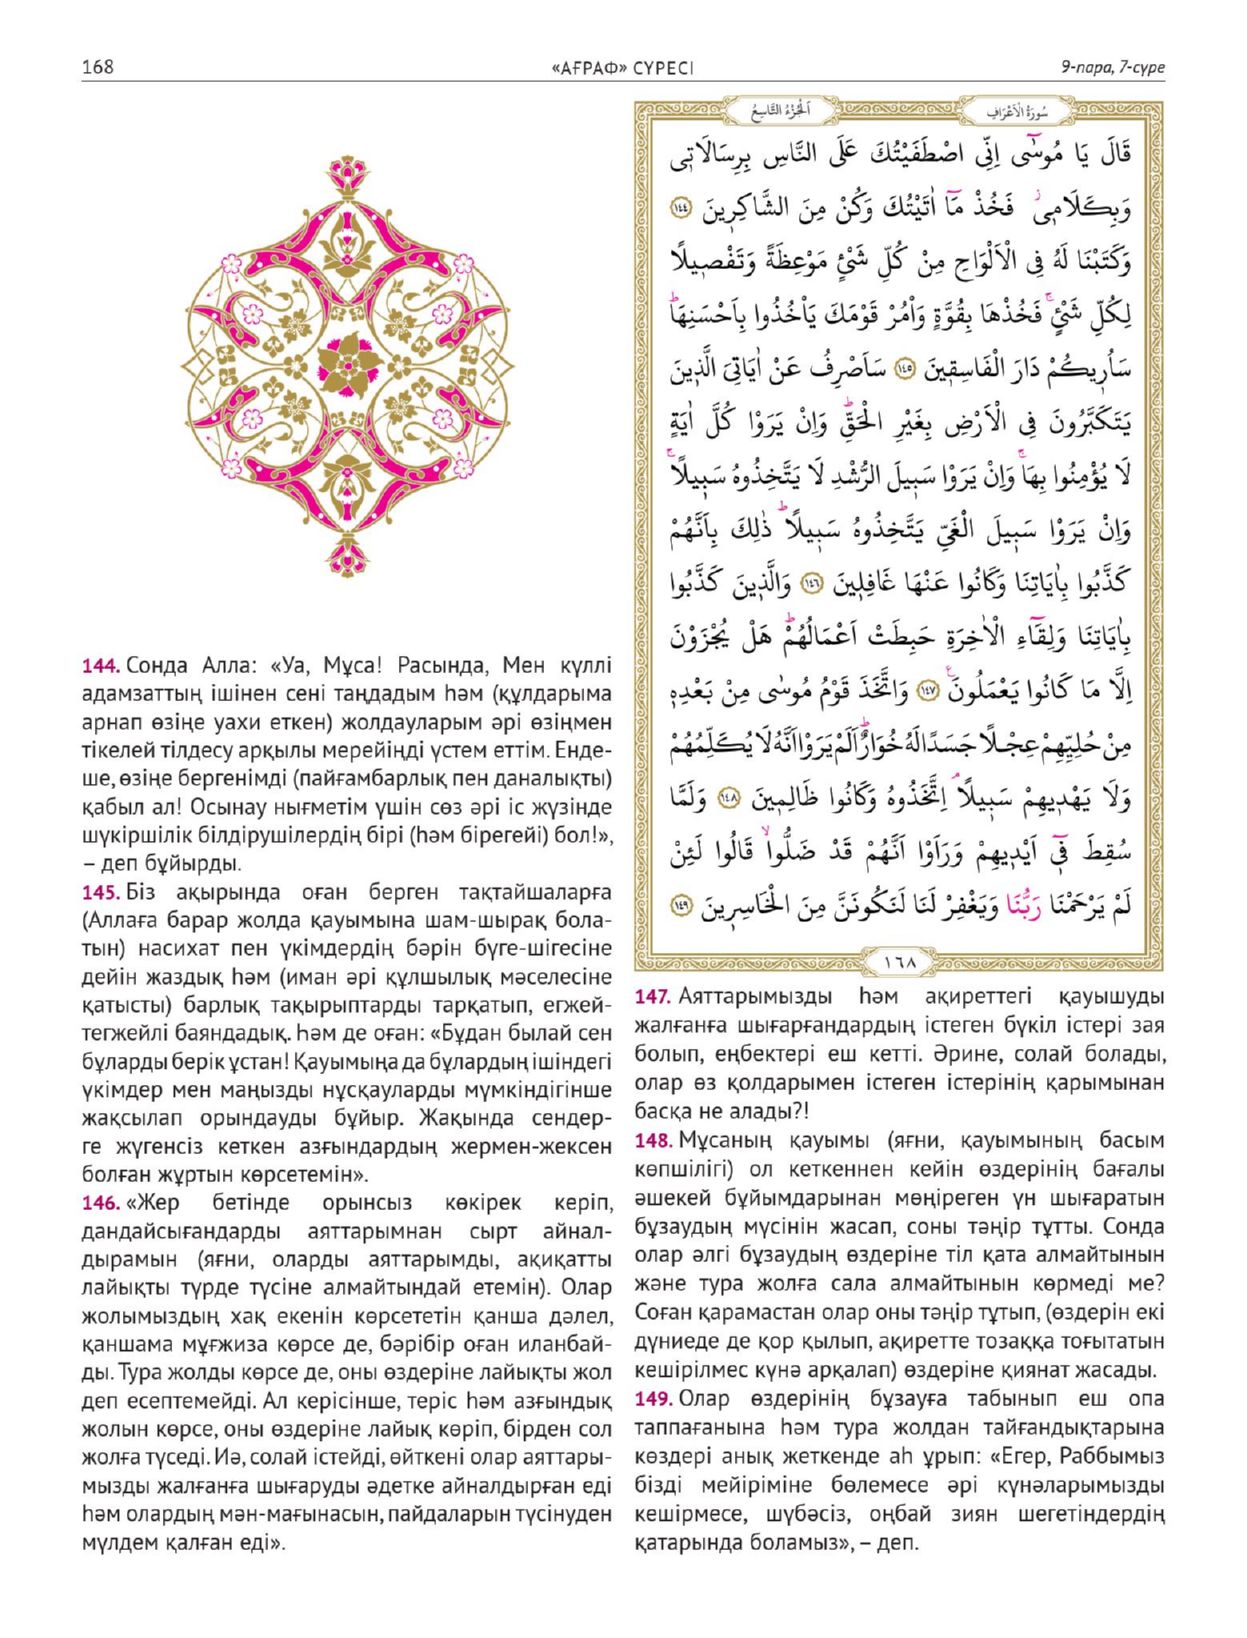 168
«АҒРАФ» СҮРЕСІ
9-пара, 7-сүре
اَلْجُزْءُ التَّاسِعُ
سُورَةُ الْاَعْرَافِ
قَالَ يَا مُوسٰٓى اِنِّى اصْطَفَيْتُكَ عَلَى النَّاسِ بِرِسَالَاتٖى
وَبِكَلَامٖىۘ فَخُذْ مَٓا اٰتَيْتُكَ وَكُنْ مِنَ الشَّاكِرٖينَ ﴿١٤٤﴾
وَكَتَبْنَا لَهُ فِى الْاَلْوَاحِ مِنْ كُلِّ شَيْءٍ مَوْعِظَةً وَتَفْصٖيلًا
لِكُلِّ شَيْءٍۚ فَخُذْهَا بِقُوَّةٍ وَاْمُرْ قَوْمَكَ يَاْخُذُوا بِاَحْسَنِهَاؕ
سَاُرٖيكُمْ دَارَ الْفَاسِقٖينَ ﴿١٤٥﴾ سَاَصْرِفُ عَنْ اٰيَاتِىَ الَّذٖينَ
يَتَكَبَّرُونَ فِى الْاَرْضِ بِغَيْرِ الْحَقِّؕ وَاِنْ يَرَوْا كُلَّ اٰيَةٍ
لَا يُؤْمِنُوا بِهَاۚ وَاِنْ يَرَوْا سَبٖيلَ الرُّشْدِ لَا يَتَّخِذُوهُ سَبٖيلًاۚ
وَاِنْ يَرَوْا سَبٖيلَ الْغَىِّ يَتَّخِذُوهُ سَبٖيلًاؕ ذٰلِكَ بِاَنَّهُمْ
كَذَّبُوا بِاٰيَاتِنَا وَكَانُوا عَنْهَا غَافِلٖينَ ﴿١٤٦﴾ وَالَّذٖينَ كَذَّبُوا
بِاٰيَاتِنَا وَلِقَٓاءِ الْاٰخِرَةِ حَبِطَتْ اَعْمَالُهُمْؕ هَلْ يُجْزَوْنَ
اِلَّا مَا كَانُوا يَعْمَلُونَ ﴿١٤٧﴾ وَاتَّخَذَ قَوْمُ مُوسٰى مِنْ بَعْدِهٖ
مِنْ حُلِيِّهِمْ عِجْلًا جَسَدًا لَهُ خُوَارٌؕ اَلَمْ يَرَوْا اَنَّهُ لَا يُكَلِّمُهُمْ
وَلَا يَهْدٖيهِمْ سَبٖيلًاۘ اِتَّخَذُوهُ وَكَانُوا ظَالِمٖينَ ﴿١٤٨﴾ وَلَمَّا
سُقِطَ فٖٓى اَيْدٖيهِمْ وَرَاَوْا اَنَّهُمْ قَدْ ضَلُّواۙ قَالُوا لَئِنْ
لَمْ يَرْحَمْنَا رَبُّنَا وَيَغْفِرْ لَنَا لَنَكُونَنَّ مِنَ الْخَاسِرٖينَ ﴿١٤٩﴾
١٦٨
144. Сонда Алла: «Уа, Мұса! Расында, Мен күллі
адамзаттың ішінен сені таңдадым һәм (құлдарыма
арнап өзіңе уахи еткен) жолдауларым әрі өзіңмен
тікелей тілдесу арқылы мерейіңді үстем еттім. Енде-
ше, өзіңе бергенімді (пайғамбарлық пен даналықты)
қабыл ал! Осынау нығметім үшін сөз әрі іс жүзінде
шүкіршілік білдірушілердің бірі (һәм бірегейі) бол!»,
– деп бұйырды.
145. Біз ақырында оған берген тақтайшаларға
(Аллаға барар жолда қауымына шам-шырақ бола-
тын) насихат пен үкімдердің бәрін бүге-шігесіне
дейін жаздық һәм (иман әрі құлшылық мәселесіне
қатысты) барлық тақырыптарды тарқатып, егжей-
тегжейлі баяндадық. Һәм де оған: «Бұдан былай сен
бұларды берік ұстан! Қауымыңа да бұлардың ішіндегі
үкімдер мен маңызды нұсқауларды мүмкіндігінше
жақсылап орындауды бұйыр. Жақында сендер-
ге жүгенсіз кеткен азғындардың жермен-жексен
болған жұртын көрсетемін».
146. «Жер бетінде орынсыз көкірек керіп,
дандайсығандарды аяттарымнан сырт айнал-
дырамын (яғни, оларды аяттарымды, ақиқатты
лайықты түрде түсіне алмайтындай етемін). Олар
жолымыздың хақ екенін көрсететін қанша дәлел,
қаншама мұғжиза көрсе де, бәрібір оған иланбай-
ды. Тура жолды көрсе де, оны өздеріне лайықты жол
деп есептемейді. Ал керісінше, теріс һәм азғындық
жолын көрсе, оны өздеріне лайық көріп, бірден сол
жолға түседі. Иә, солай істейді, өйткені олар аяттары-
мызды жалғанға шығаруды әдетке айналдырған еді
һәм олардың мән-мағынасын, пайдаларын түсінуден
мүлдем қалған еді».
147. Аяттарымызды һәм ақиреттегі қауышуды
жалғанға шығарғандардың істеген бүкіл істері зая
болып, еңбектері еш кетті. Әрине, солай болады,
олар өз қолдарымен істеген істерінің қарымынан
басқа не алады?!
148. Мұсаның қауымы (яғни, қауымының басым
көпшілігі) ол кеткеннен кейін өздерінің бағалы
әшекей бұйымдарынан мөңіреген үн шығаратын
бұзаудың мүсінін жасап, соны тәңір тұтты. Сонда
олар әлгі бұзаудың өздеріне тіл қата алмайтынын
және тура жолға сала алмайтынын көрмеді ме?
Соған қарамастан олар оны тәңір тұтып, (өздерін екі
дүниеде де қор қылып, ақиретте тозаққа тоғытатын
кешірілмес күнә арқалап) өздеріне қиянат жасады.
149. Олар өздерінің бұзауға табынып еш опа
таппағанына һәм тура жолдан тайғандықтарына
көздері анық жеткенде аһ ұрып: «Егер, Раббымыз
бізді мейіріміне бөлемесе әрі күнәларымызды
кешірмесе, шүбәсіз, оңбай зиян шегетіндердің
қатарында боламыз», – деп.